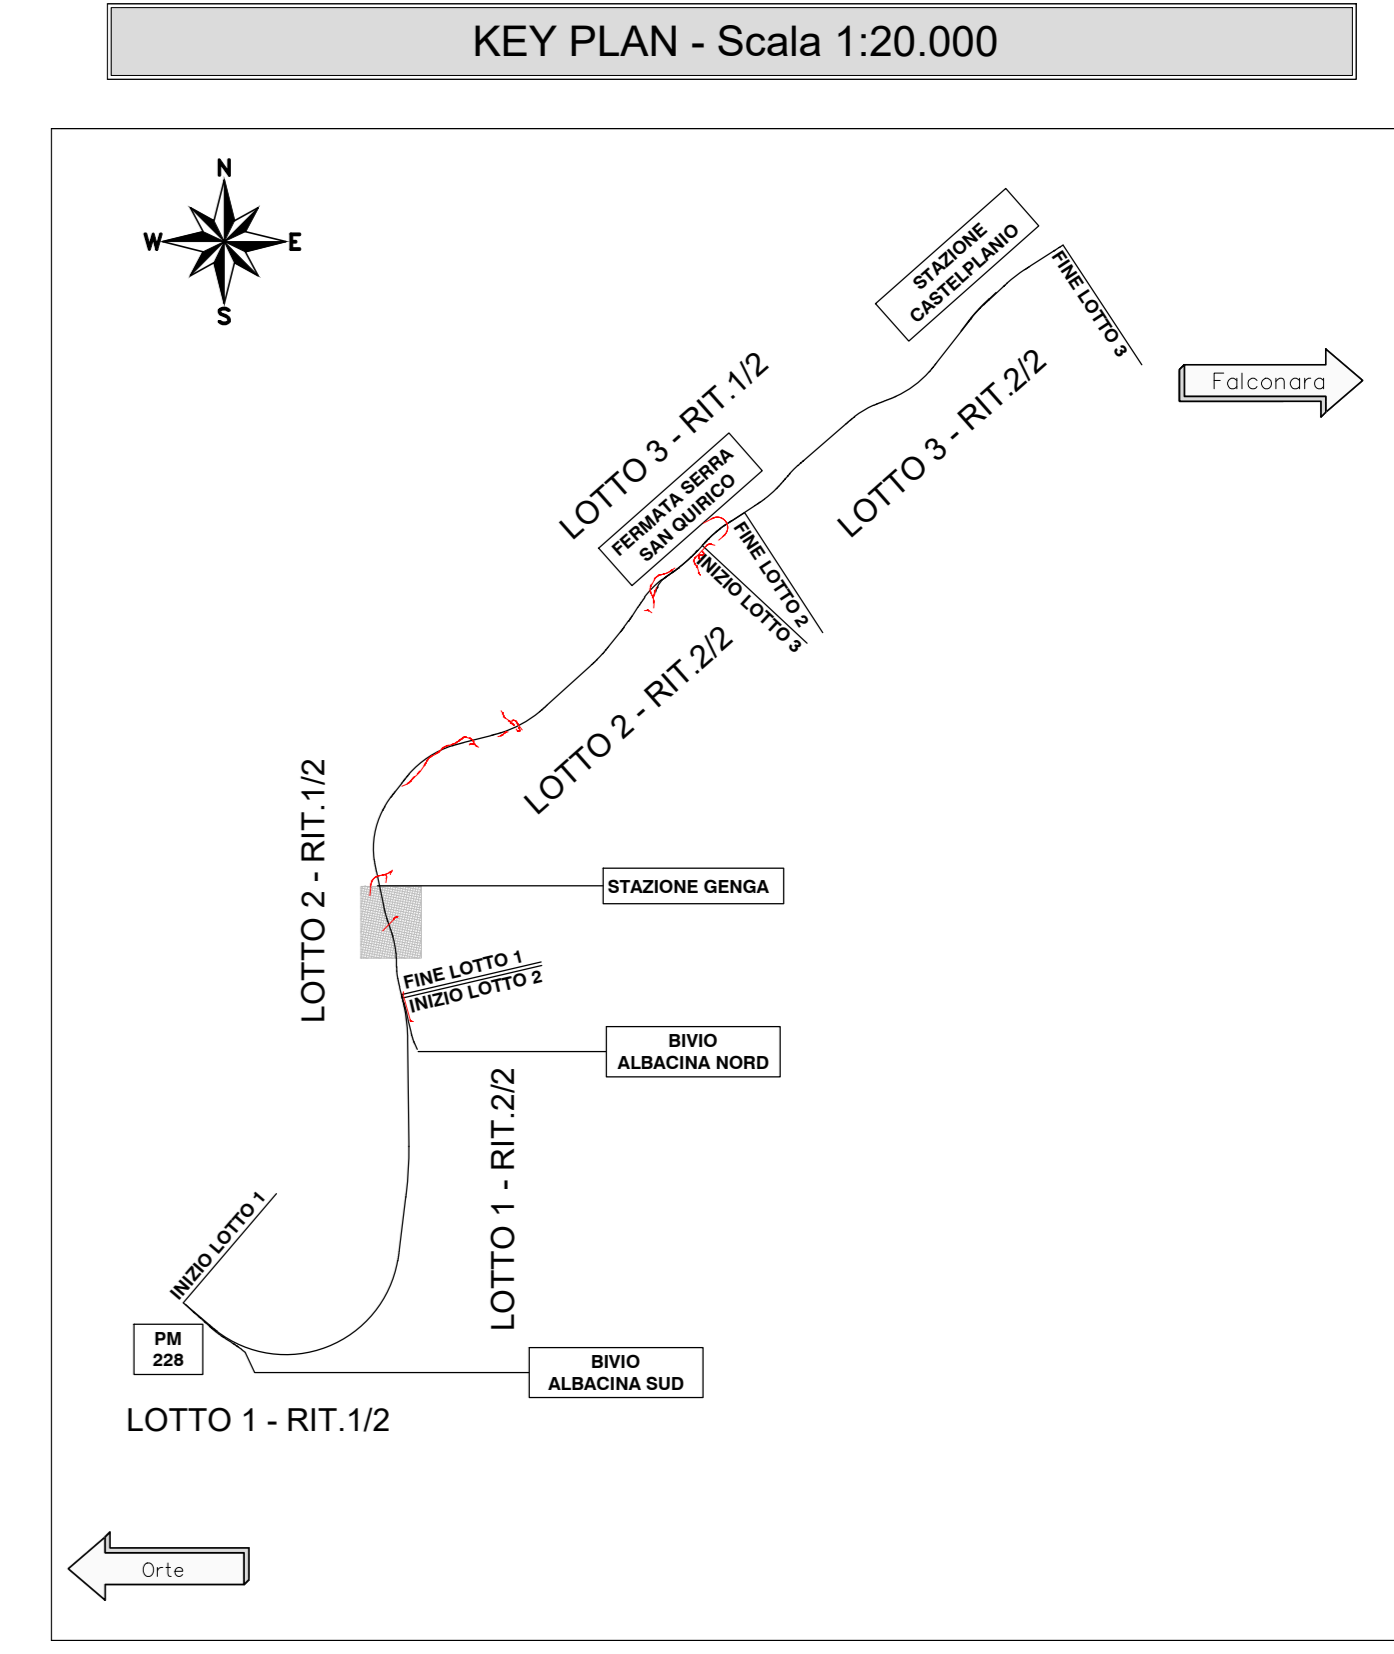 KEY PLAN - Scala 1:20.000
N
W
E
S
STAZIONE
CASTELPLANIO
FINE LOTTO 3
Falconara
LOTTO 3 - RIT.1/2
LOTTO 3 - RIT.2/2
FERMATA SERRA
SAN QUIRICO
FINE LOTTO 2
INIZIO LOTTO 3
LOTTO 2 - RIT.2/2
LOTTO 2 - RIT.1/2
STAZIONE GENGA
FINE LOTTO 1
INIZIO LOTTO 2
BIVIO
ALBACINA NORD
LOTTO 1 - RIT.2/2
INIZIO LOTTO 1
PM
228
BIVIO
ALBACINA SUD
LOTTO 1 - RIT.1/2
Orte